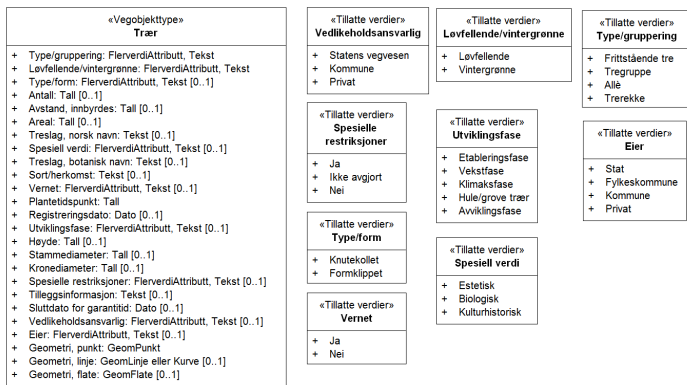 «Vegobjekttype»
Trær
+ Type/gruppering: FlerverdiAttributt, Tekst
+ Løvfellende/vintergrønne: FlerverdiAttributt, Tekst
+ Type/form: FlerverdiAttributt, Tekst [0..1]
+ Antall: Tall [0..1]
+ Avstand, innbyrdes: Tall [0..1]
+ Areal: Tall [0..1]
+ Treslag, norsk navn: Tekst [0..1]
+ Spesiell verdi: FlerverdiAttributt, Tekst [0..1]
+ Treslag, botanisk navn: Tekst [0..1]
+ Sort/herkomst: Tekst [0..1]
+ Vernet: FlerverdiAttributt, Tekst [0..1]
+ Plantetidspunkt: Tall
+ Registreringsdato: Dato [0..1]
+ Utviklingsfase: FlerverdiAttributt, Tekst [0..1]
+ Høyde: Tall [0..1]
+ Stammediameter: Tall [0..1]
+ Kronediameter: Tall [0..1]
+ Spesielle restriksjoner: FlerverdiAttributt, Tekst [0..1]
+ Tilleggsinformasjon: Tekst [0..1]
+ Sluttdato for garantitid: Dato [0..1]
+ Vedlikeholdsansvarlig: FlerverdiAttributt, Tekst [0..1]
+ Eier: FlerverdiAttributt, Tekst [0..1]
+ Geometri, punkt: GeomPunkt
+ Geometri, linje: GeomLinje eller Kurve [0..1]
+ Geometri, flate: GeomFlate [0..1]
«Tillatte verdier»
Vedlikeholdsansvarlig
+ Statens vegvesen
+ Kommune
+ Privat
«Tillatte verdier»
Løvfellende/vintergrønne
+ Løvfellende
+ Vintergrønne
«Tillatte verdier»
Type/gruppering
+ Frittstående tre
+ Tregruppe
+ Allè
+ Trerekke
«Tillatte verdier»
Spesielle
restriksjoner
+ Ja
+ Ikke avgjort
+ Nei
«Tillatte verdier»
Utviklingsfase
+ Etableringsfase
+ Vekstfase
+ Klimaksfase
+ Hule/grove trær
+ Avviklingsfase
«Tillatte verdier»
Eier
+ Stat
+ Fylkeskommune
+ Kommune
+ Privat
«Tillatte verdier»
Type/form
+ Knutekollet
+ Formklippet
«Tillatte verdier»
Spesiell verdi
+ Estetisk
+ Biologisk
+ Kulturhistorisk
«Tillatte verdier»
Vernet
+ Ja
+ Nei